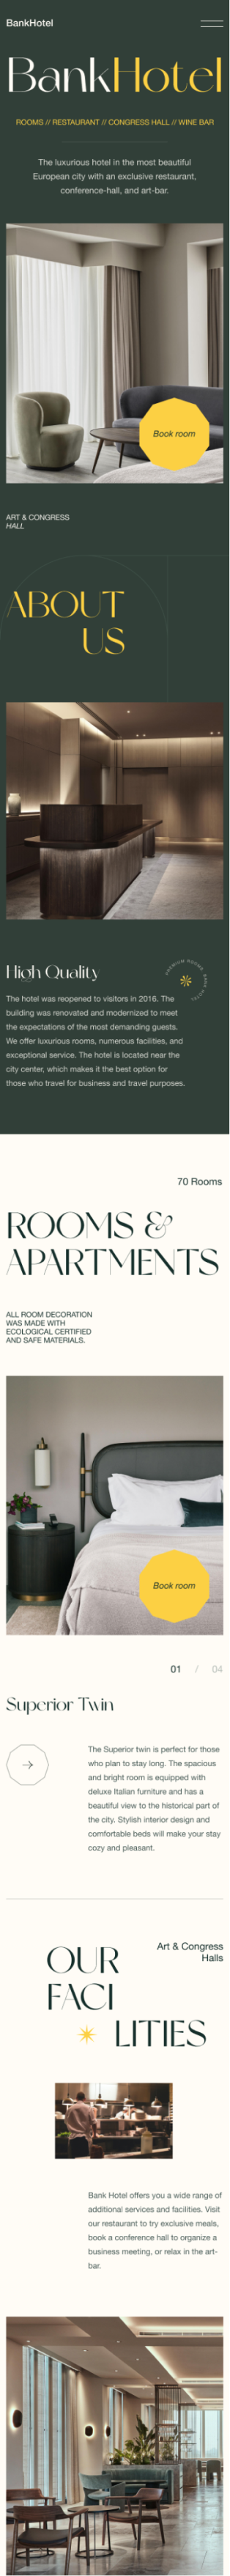 BankHotel
BankHotel
ROOMS // RESTAURANT // CONGRESS HALL // WINE BAR
The luxurious hotel in the most beautiful
European city with an exclusive restaurant,
conference-hall, and art-bar.
Book room
ART & CONGRESS
HALL
ABOUT
US
High Quality
PREMIUM ROOMS, BANK HOTEL
The hotel was reopened to visitors in 2016. The
building was renovated and modernized to meet
the expectations of the most demanding guests.
We offer luxurious rooms, numerous facilities, and
exceptional service. The hotel is located near the
city center, which makes it the best option for
those who travel for business and travel purposes.
70 Rooms
ROOMS &
APARTMENTS
ALL ROOM DECORATION
WAS MADE WITH
ECOLOGICAL CERTIFIED
AND SAFE MATERIALS.
Book room
01 / 04
Superior Twin
The Superior twin is perfect for those
who plan to stay long. The spacious
and bright room is equipped with
deluxe Italian furniture and has a
beautiful view to the historical part of
the city. Stylish interior design and
comfortable beds will make your stay
cozy and pleasant.
Art & Congress
Halls
OUR
FACI
LITIES
Bank Hotel offers you a wide range of
additional services and facilities. Visit
our restaurant to try exclusive meals,
book a conference hall to organize a
business meeting, or relax in the art-
bar.